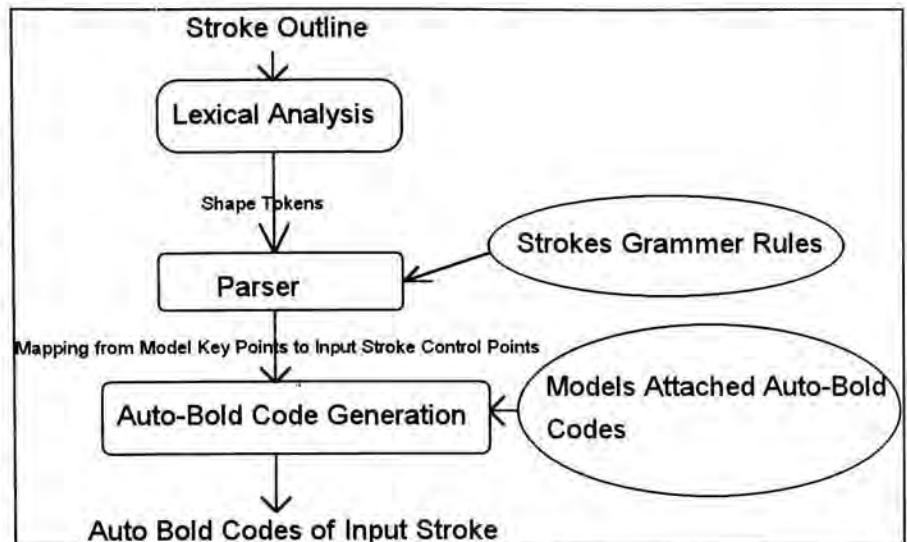 Stroke Outline
Lexical Analysis
Shape Tokens
Strokes Grammer Rules
Parser
Mapping from Model Key Points to Input Stroke Control Points
Models Attached Auto-Bold
Codes
Auto-Bold Code Generation
Auto Bold Codes of Input Stroke